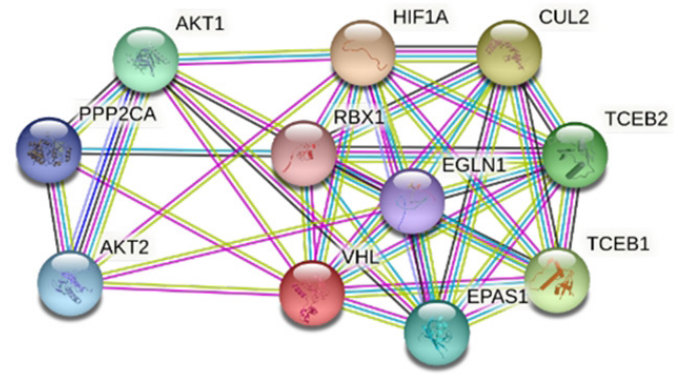 AKT1
HIF1A
CUL2
PPP2CA
RBX1
TCEB2
EGLN1
AKT2
VHL
TCEB1
EPAS1